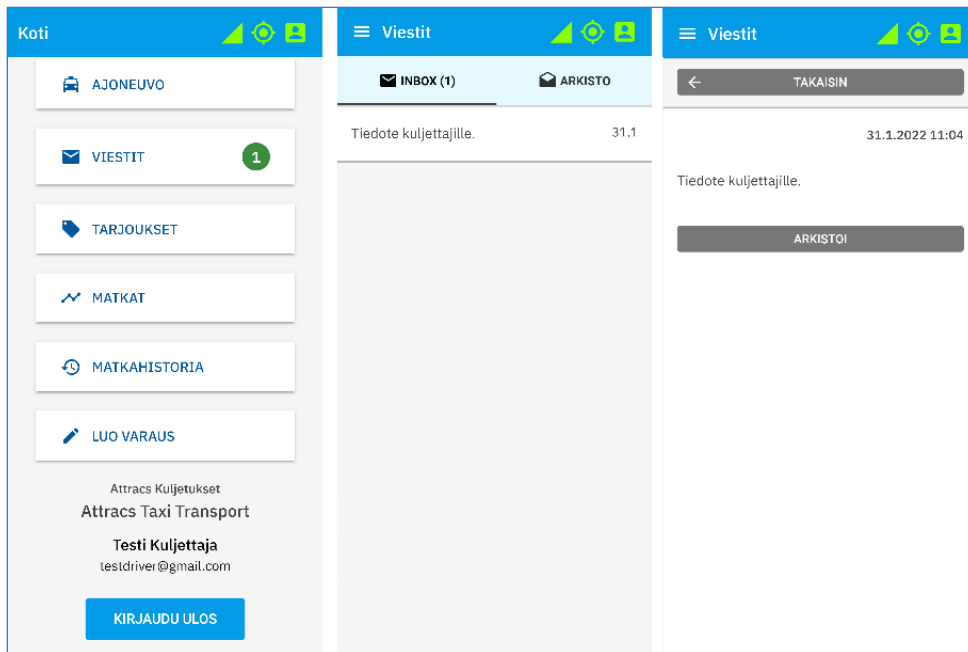 Koti
AJONEUVO
VIESTIT
1
TARJOUKSET
MATKAT
MATKAHISTORIA
LUO VARAUS
Attracs Kuljetukset
Attracs Taxi Transport
Testi Kuljettaja
testdriver@gmail.com
KIRJAUDU ULOS
Viestit
INBOX (1)
ARKISTO
Tiedote kuljettajille.
31.1
Viestit
TAKAISIN
31.1.2022 11:04
Tiedote kuljettajille.
ARKISTOI